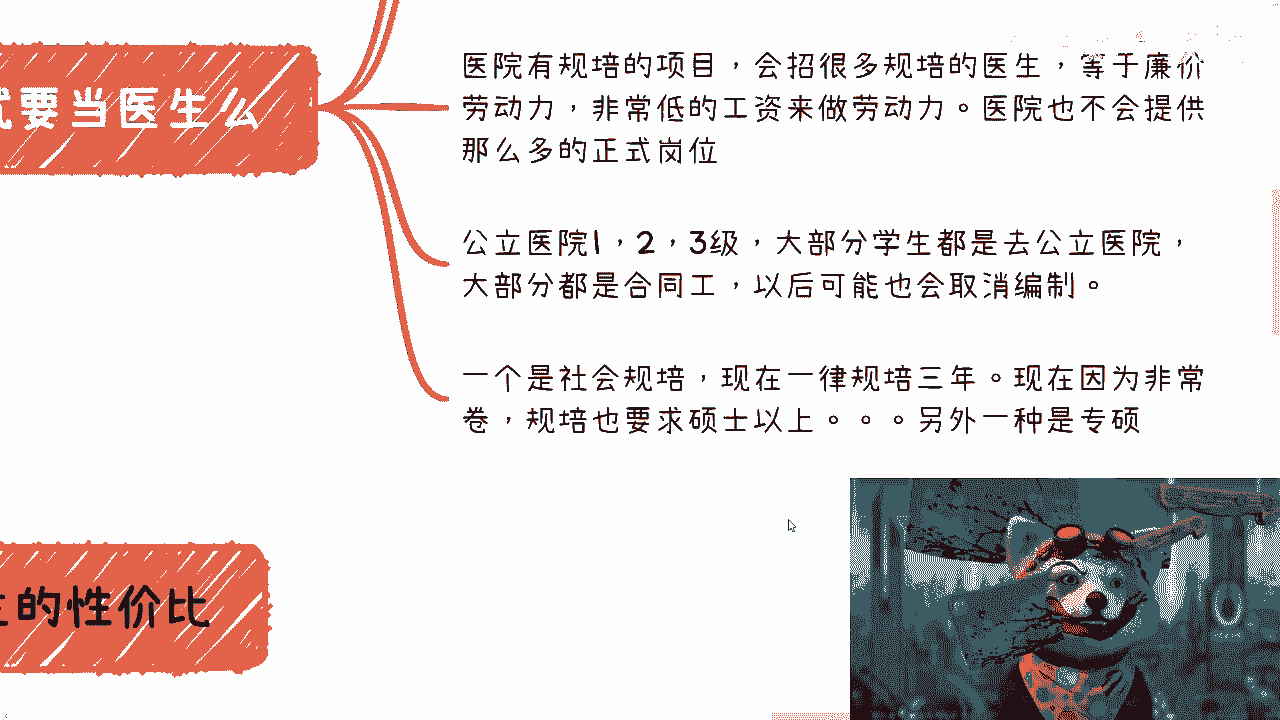 医院有规培的项目，会招很多规培的医生，等于廉价
劳动力，非常低的工资来做劳动力。医院也不会提供
那么多的正式岗位
要当医生么
公立医院1，2，3级，大部分学生都是去公立医院，
大部分都是合同工，以后可能也会取消编制。
一个是社会规培，现在一律规培三年。现在因为非常
卷，规培也要求硕士以上。。。另外一种是专硕
的性价比